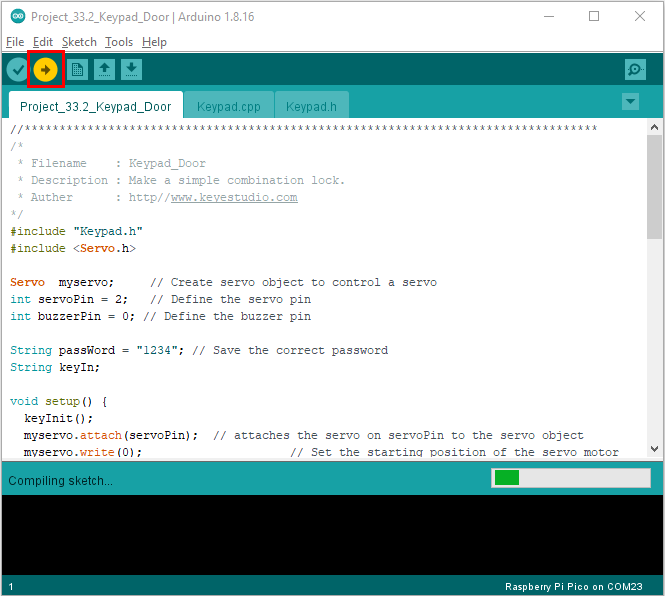 Project_33.2_Keypad_Door | Arduino 1.8.16
File Edit Sketch Tools Help
Project_33.2_Keypad_Door Keypad.cpp Keypad.h
//**********************************************************************************
/*
 * Filename    : Keypad_Door
 * Description : Make a simple combination lock.
 * Auther      : http//www.keyestudio.com
*/
#include "Keypad.h"
#include <Servo.h>
Servo  myservo;     // Create servo object to control a servo
int servoPin = 2;   // Define the servo pin
int buzzerPin = 0; // Define the buzzer pin
String passWord = "1234"; // Save the correct password
String keyIn;
void setup() {
  keyInit();
  myservo.attach(servoPin);  // attaches the servo on servoPin to the servo object
  myservo.write(0);                     // Set the starting position of the servo motor
Compiling sketch...
1 Raspberry Pi Pico on COM23